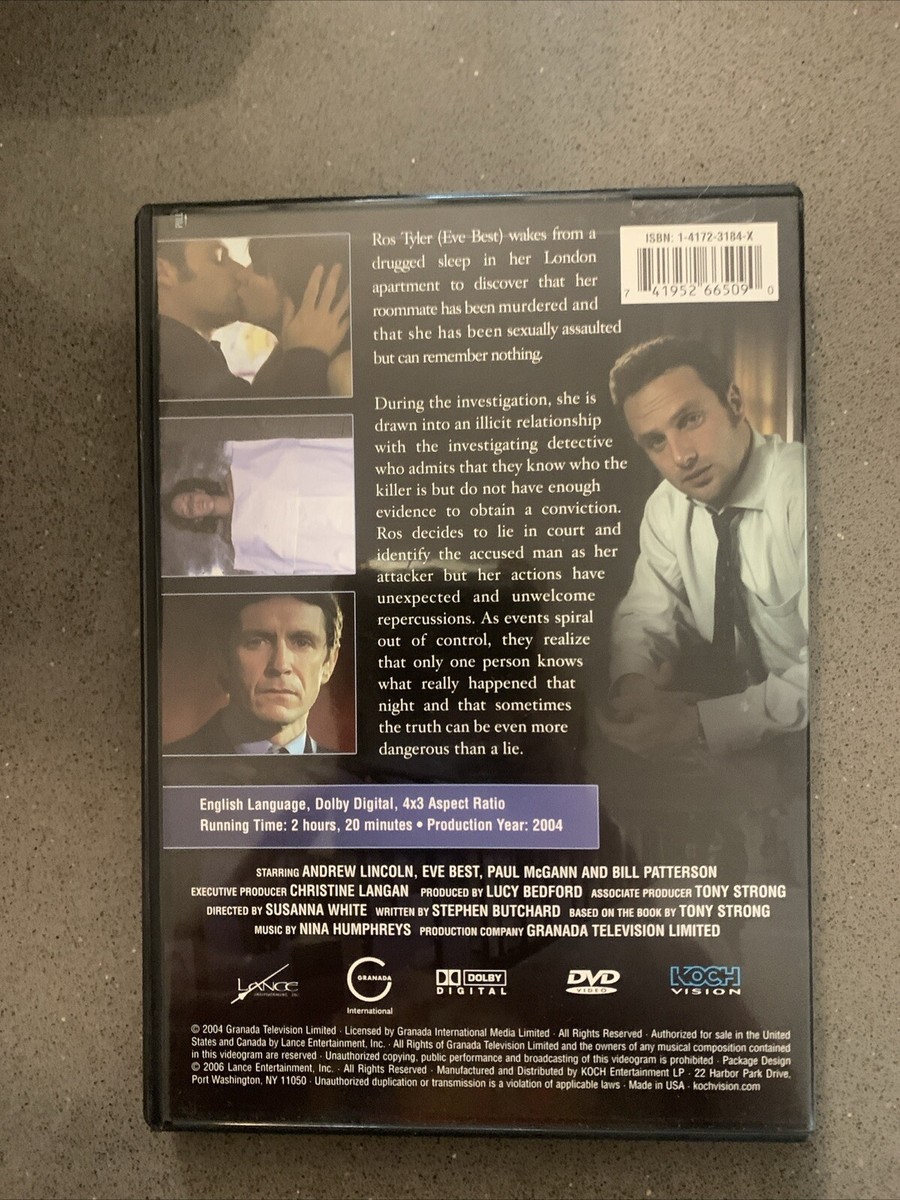 Ros Tyler (Eve Best) wakes from a
drugged sleep in her London
apartment to discover that her
roommate has been murdered and
that she has been sexually assaulted
but can remember nothing.
ISBN: 1-4172-3184-X
7 41952 66509 0
During the investigation, she is
drawn into an illicit relationship
with the investigating detective
who admits that they know who the
killer is but do not have enough
evidence to obtain a conviction.
Ros decides to lie in court and
identify the accused man as her
attacker but her actions have
unexpected and unwelcome
repercussions. As events spiral
out of control, they realize
that only one person knows
what really happened that
night and that sometimes
the truth can be even more
dangerous than a lie.
English Language, Dolby Digital, 4x3 Aspect Ratio
Running Time: 2 hours, 20 minutes • Production Year: 2004
STARRING ANDREW LINCOLN, EVE BEST, PAUL McGANN AND BILL PATTERSON
EXECUTIVE PRODUCER CHRISTINE LANGAN PRODUCED BY LUCY BEDFORD ASSOCIATE PRODUCER TONY STRONG
DIRECTED BY SUSANNA WHITE WRITTEN BY STEPHEN BUTCHARD BASED ON THE BOOK BY TONY STRONG
MUSIC BY NINA HUMPHREYS PRODUCTION COMPANY GRANADA TELEVISION LIMITED
LANCE
GRANADA
International
DOLBY
DIGITAL
DVD
VIDEO
KOCH
VISION
© 2004 Granada Television Limited · Licensed by Granada International Media Limited · All Rights Reserved · Authorized for sale in the United
States and Canada by Lance Entertainment, Inc. · All Rights of Granada Television Limited and the owners of any musical composition contained
in this videogram are reserved · Unauthorized copying, public performance and broadcasting of this videogram is prohibited · Package Design
© 2006 Lance Entertainment, Inc. · All Rights Reserved · Manufactured and Distributed by KOCH Entertainment LP · 22 Harbor Park Drive,
Port Washington, NY 11050 · Unauthorized duplication or transmission is a violation of applicable laws · Made in USA · kochvision.com